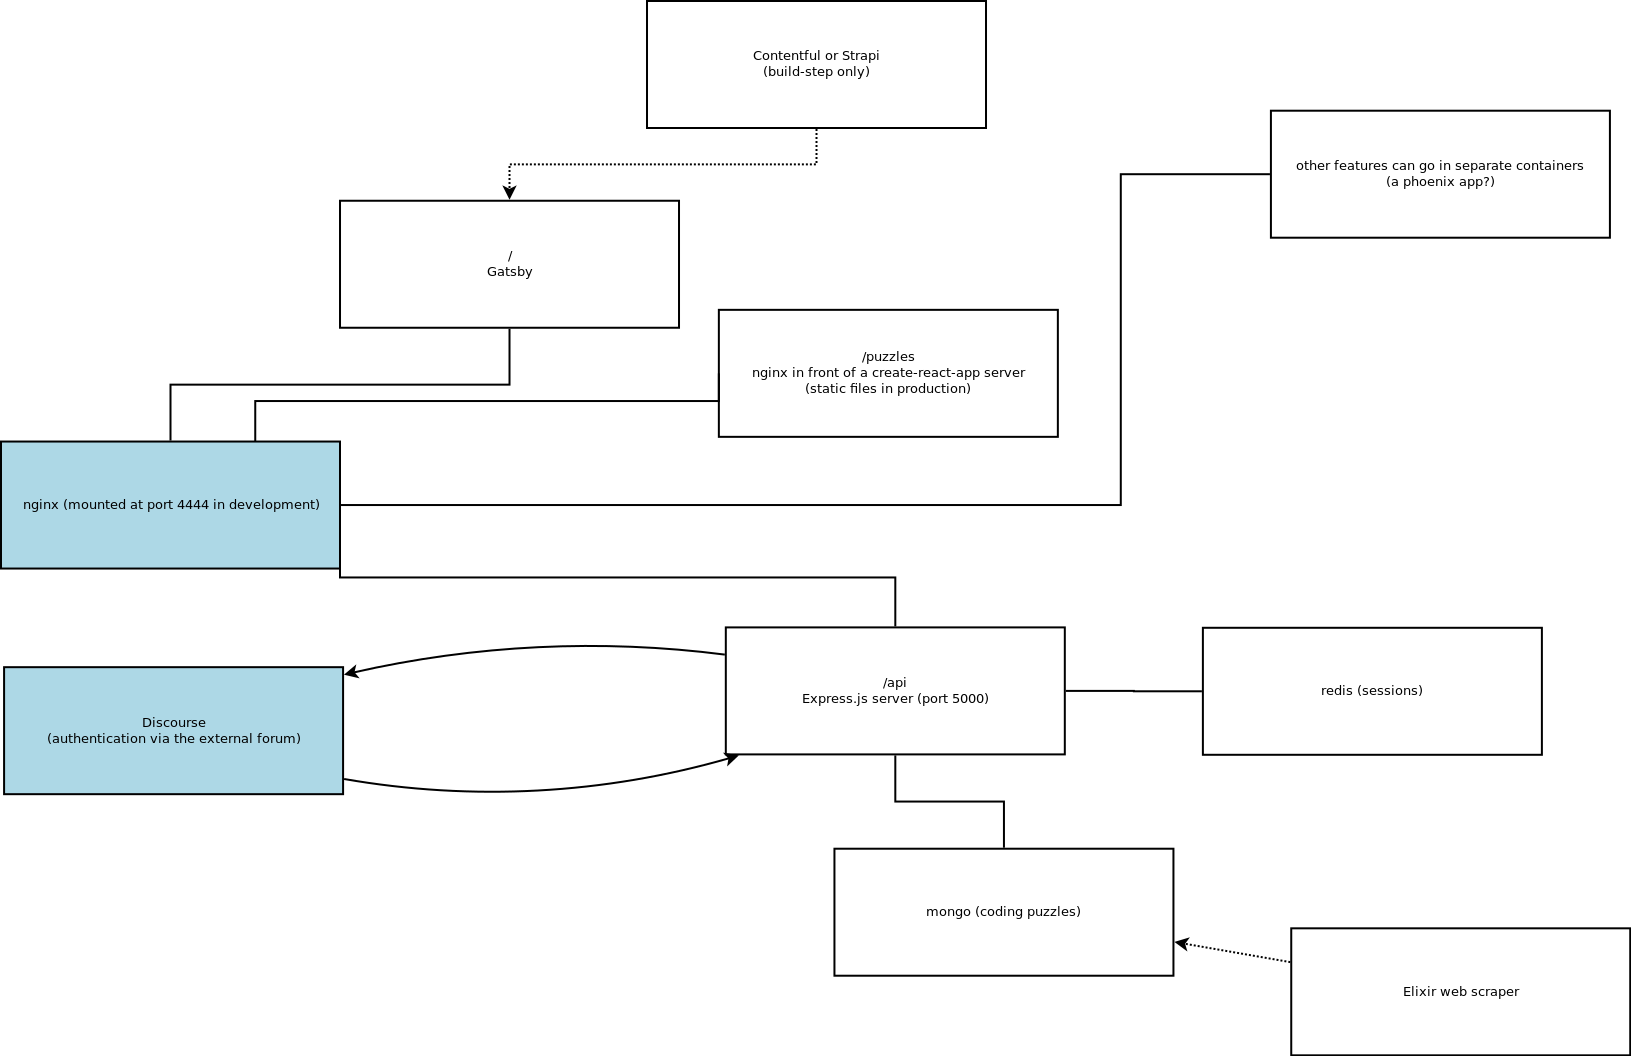 Contentful or Strapi
(build-step only)
other features can go in separate containers
(a phoenix app?)
/
Gatsby
/puzzles
nginx in front of a create-react-app server
(static files in production)
nginx (mounted at port 4444 in development)
/api
Express.js server (port 5000)
redis (sessions)
Discourse
(authentication via the external forum)
mongo (coding puzzles)
Elixir web scraper